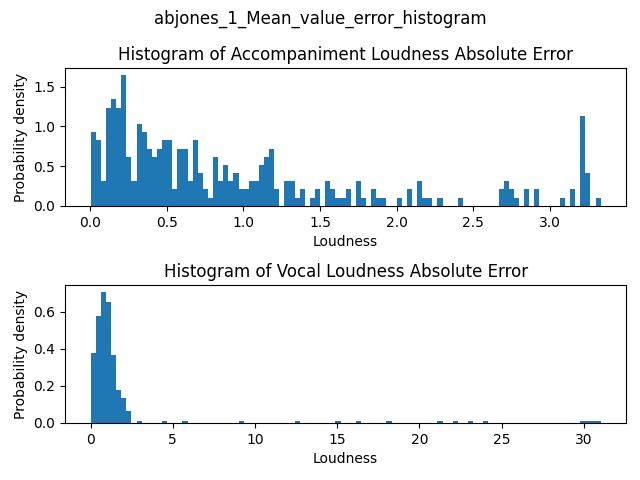 abjones_1_Mean_value_error_histogram
Histogram of Accompaniment Loudness Absolute Error
Probability density
1.5
1.0
0.5
0.0
0.0 0.5 1.0 1.5 2.0 2.5 3.0
Loudness
Histogram of Vocal Loudness Absolute Error
Probability density
0.6
0.4
0.2
0.0
0 5 10 15 20 25 30
Loudness